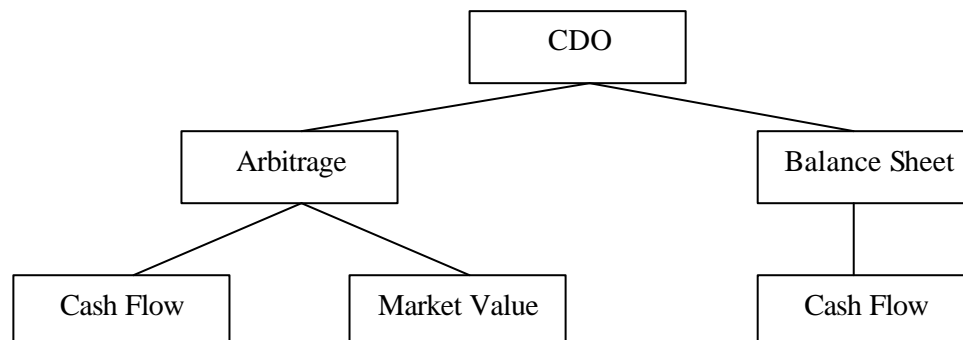 CDO
Arbitrage
Balance Sheet
Cash Flow
Market Value
Cash Flow